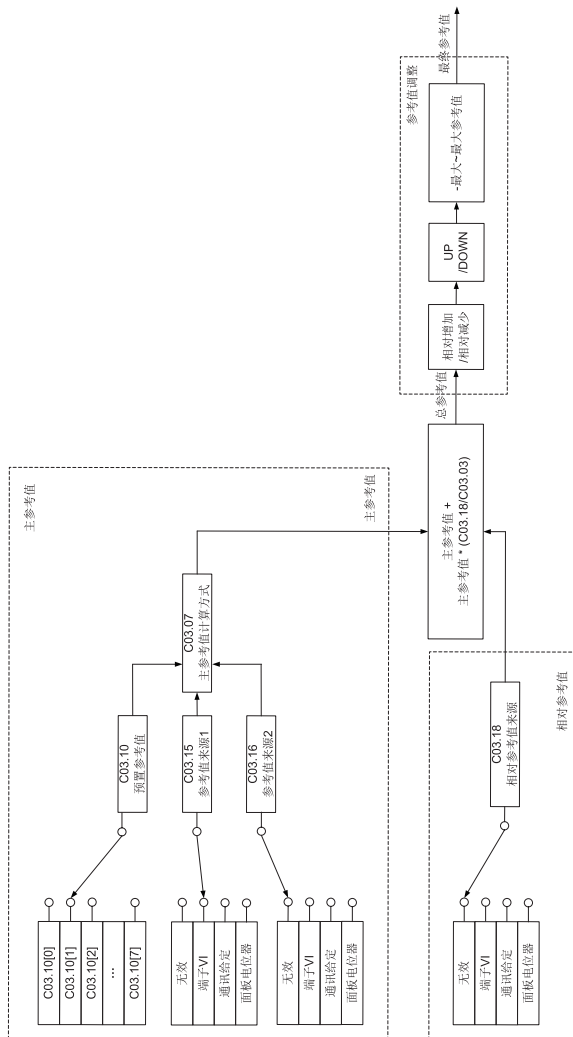 主参考值
C03.10[0]
C03.10[1]
C03.10[2]
...
C03.10[7]
C03.10
预置参考值
无效
端子VI
通讯给定
面板电位器
C03.15
参考值来源1
无效
端子VI
通讯给定
面板电位器
C03.16
参考值来源2
C03.07
主参考值计算方式
主参考值
相对参考值
无效
端子VI
通讯给定
面板电位器
C03.18
相对参考值来源
主参考值 +
主参考值 * (C03.18/C03.03)
总参考值
参考值调整
相对增加
/相对减少
UP
/DOWN
-最大~最大参考值
最终参考值